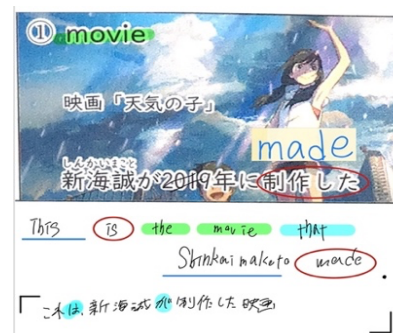 ① movie
映画「天気の子」
made
しんかいまこと
新海誠が2019年に制作した
This is the movie that
Shinkai makoto made.
「これは、新海誠が制作した映画」